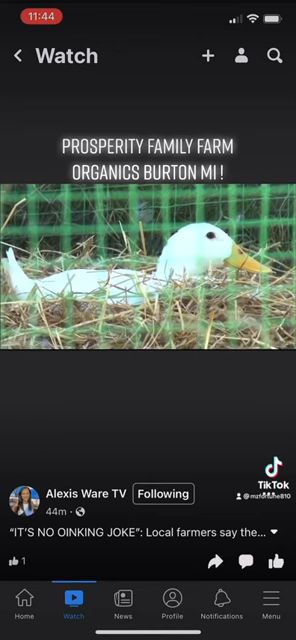 11:44
Watch
PROSPERITY FAMILY FARM
ORGANICS BURTON MI !
TikTok
@mzfortune810
Alexis Ware TV
Following
44m
“IT'S NO OINKING JOKE”: Local farmers say the...
1
Home
Watch
News
Profile
Notifications
Menu